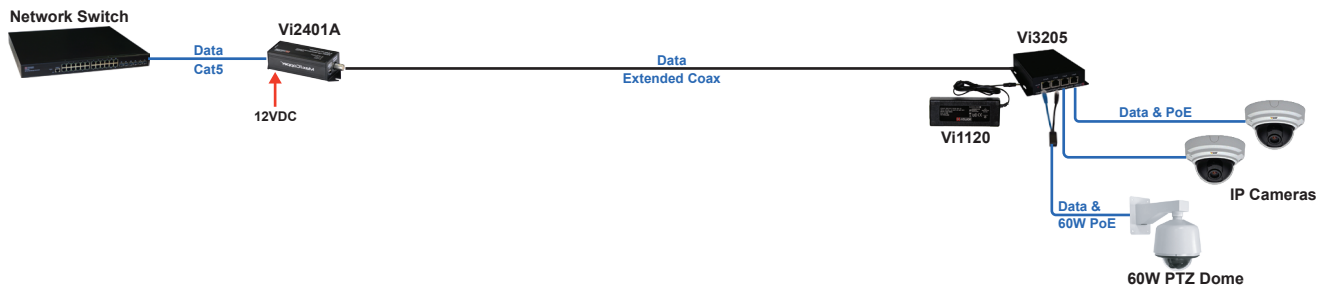 Network Switch
Vi2401A
Data
Cat5
12VDC
Data
Extended Coax
Vi3205
Vi1120
Data & PoE
IP Cameras
Data &
60W PoE
60W PTZ Dome